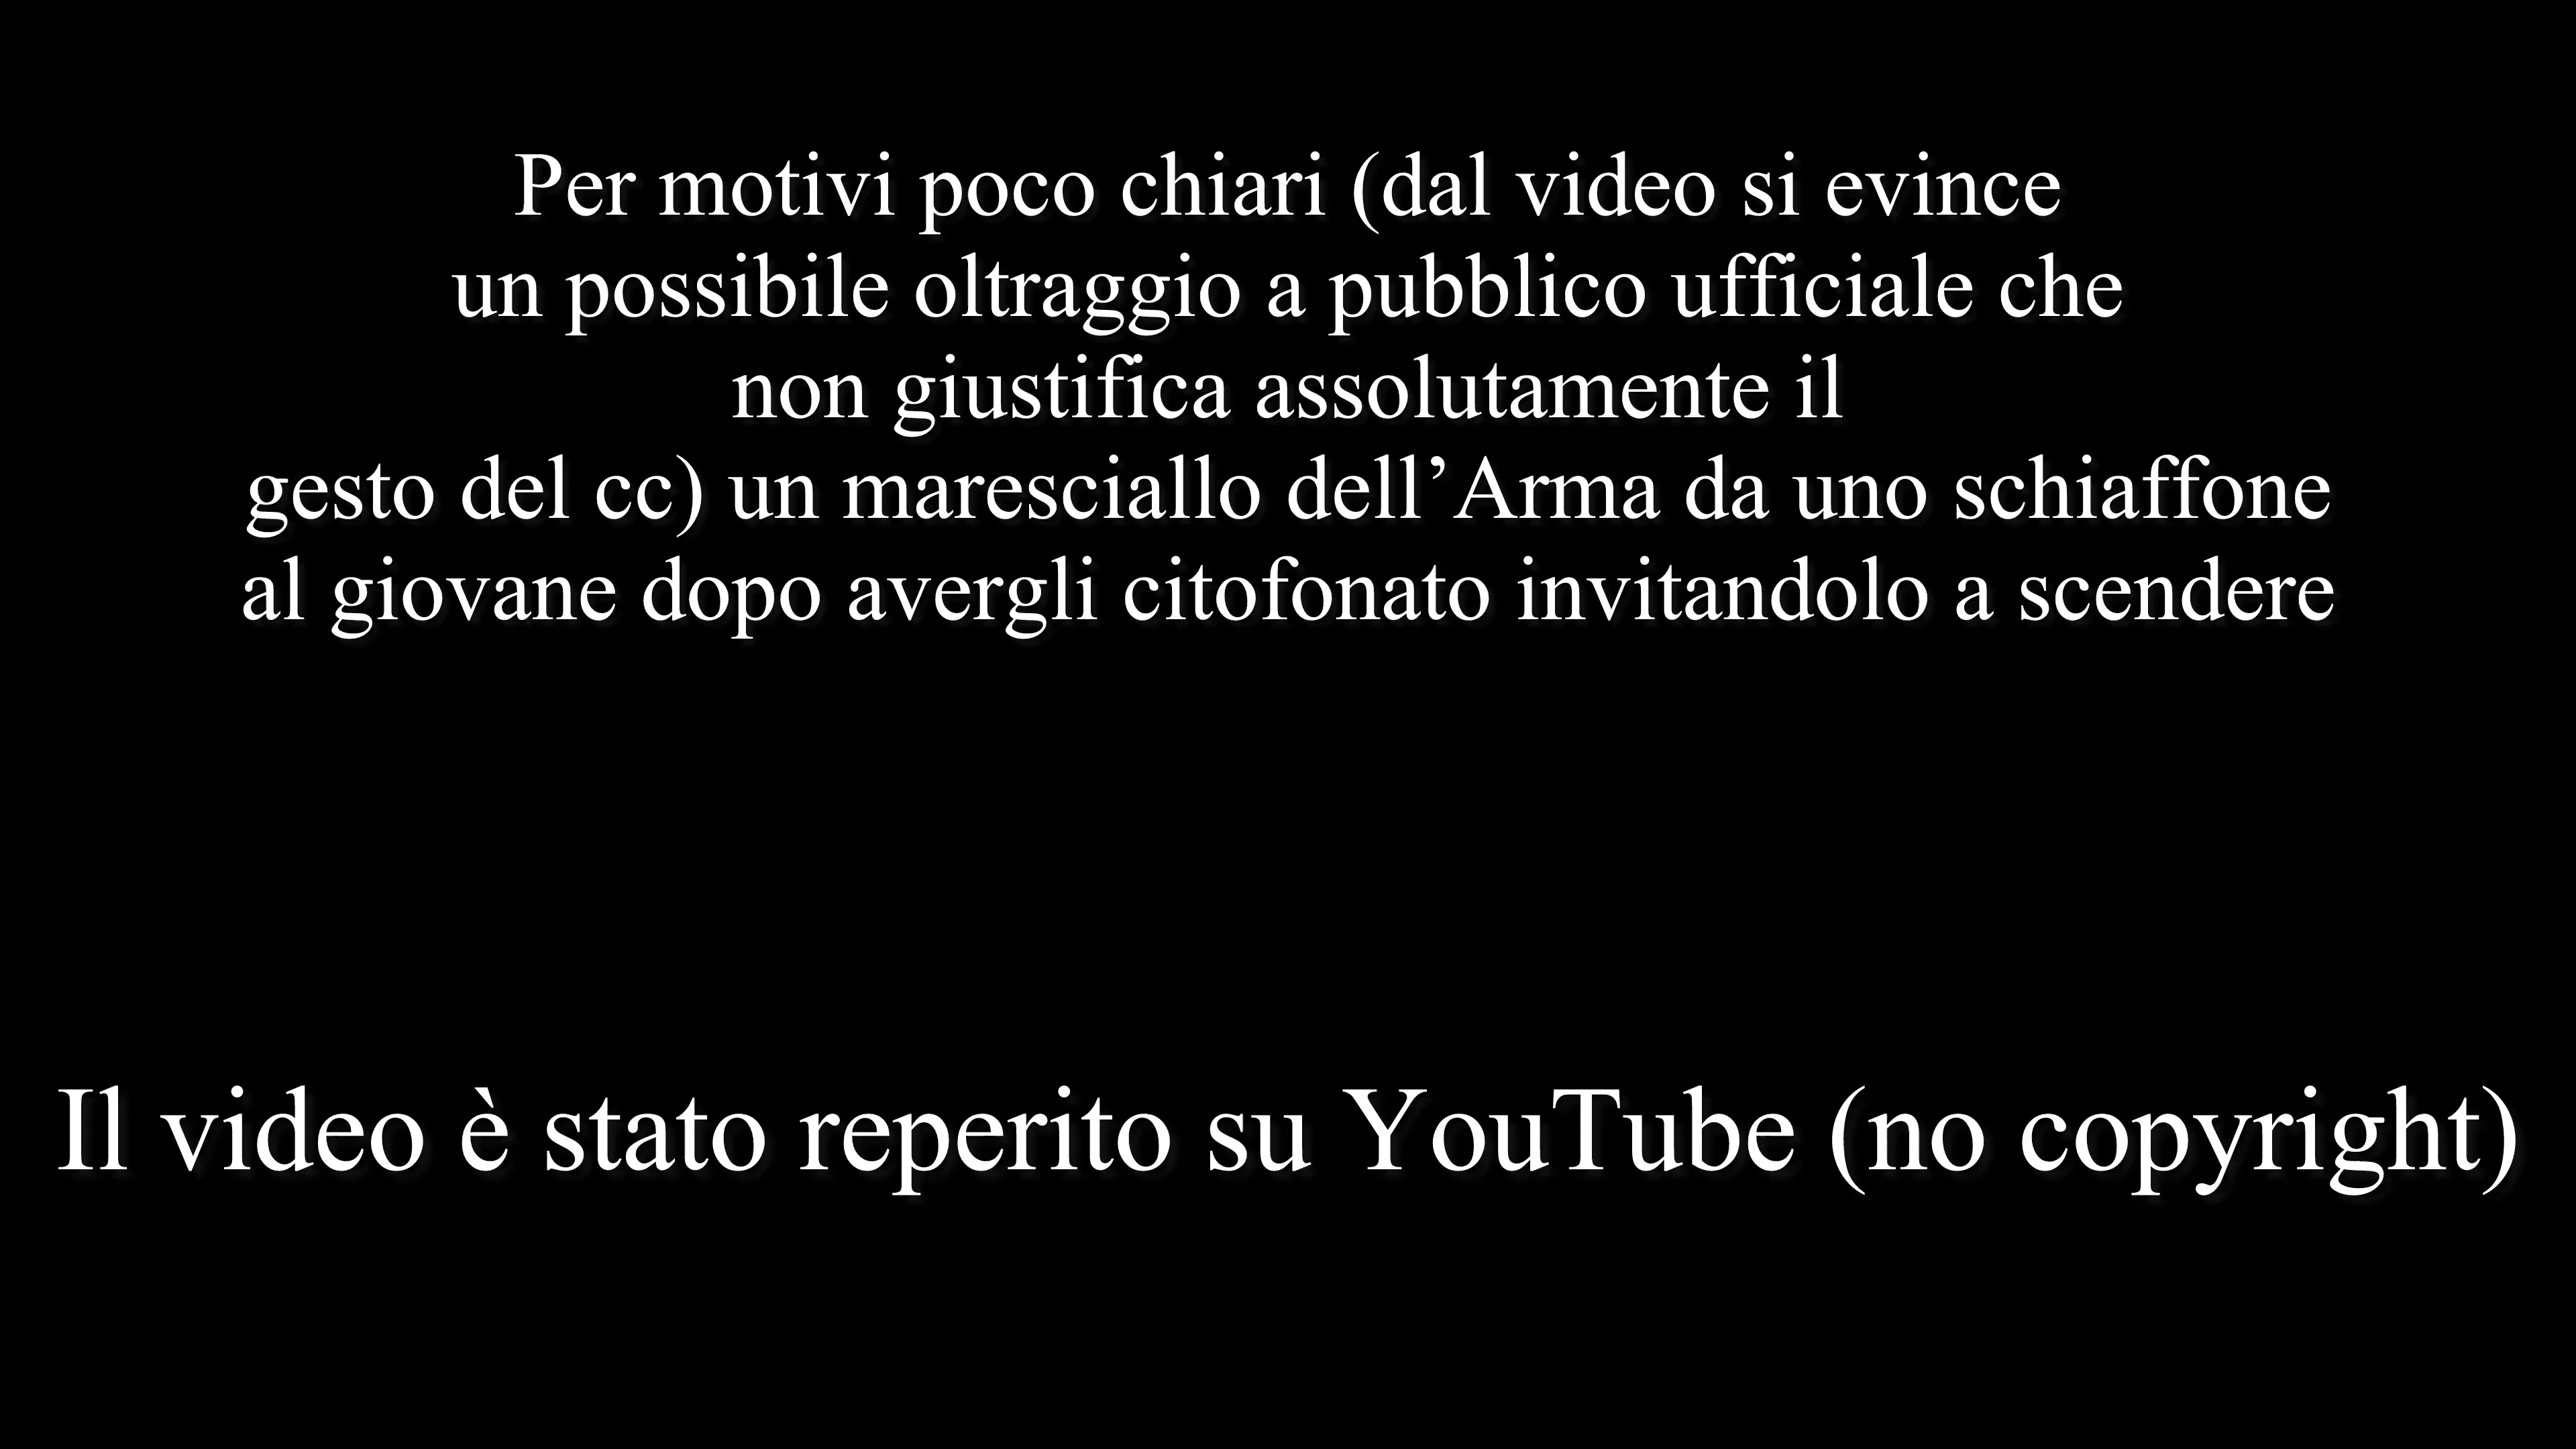 Per motivi poco chiari (dal video si evince
un possibile oltraggio a pubblico ufficiale che
non giustifica assolutamente il
gesto del cc) un maresciallo dell’Arma da uno schiaffone
al giovane dopo avergli citofonato invitandolo a scendere
Il video è stato reperito su YouTube (no copyright)